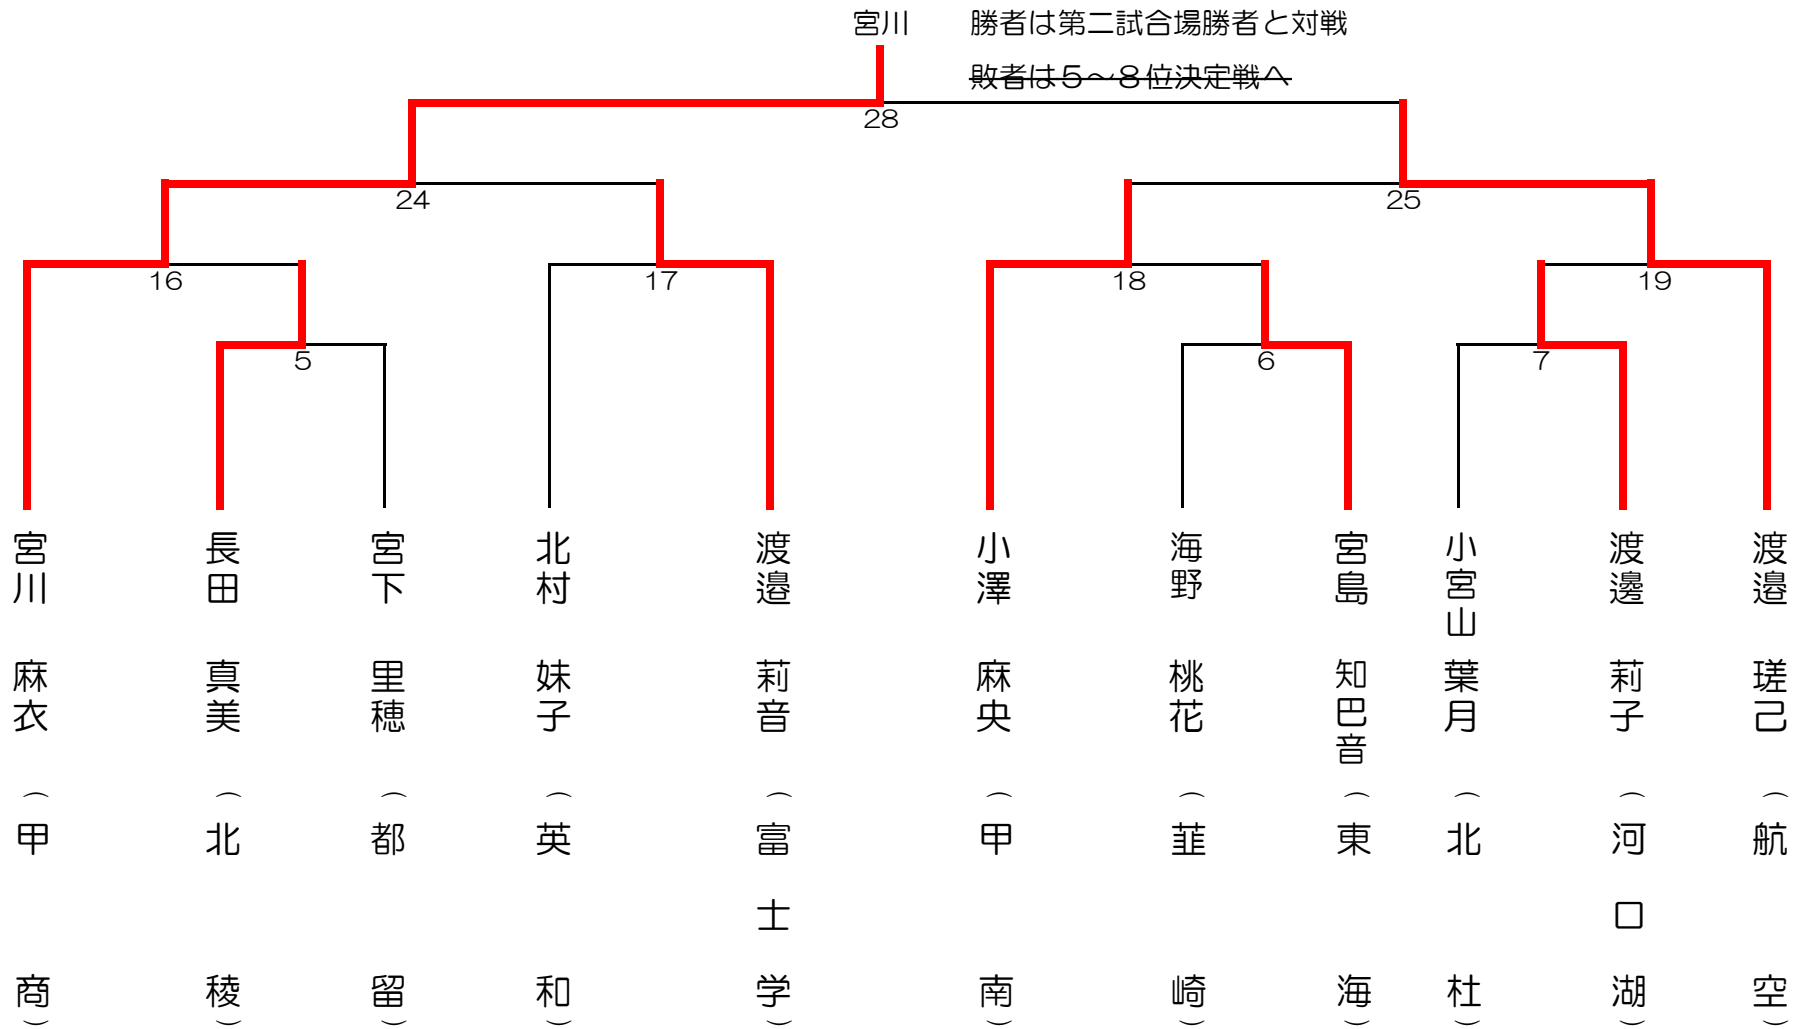 宮川 勝者は第二試合場勝者と対戦
敗者は５～８位決定戦へ
28
24
25
16
17
18
19
5
6
7
宮川 麻衣 （甲商）
長田 真美 （北稜）
宮下 里穂 （都留）
北村 妹子 （英和）
渡邉 莉音 （富士学）
小澤 麻央 （甲南）
海野 桃花 （韮崎）
宮島 知巴音 （東海）
小宮山 葉月 （北杜）
渡邊 莉子 （河口湖）
渡邉 瑳己 （航空）